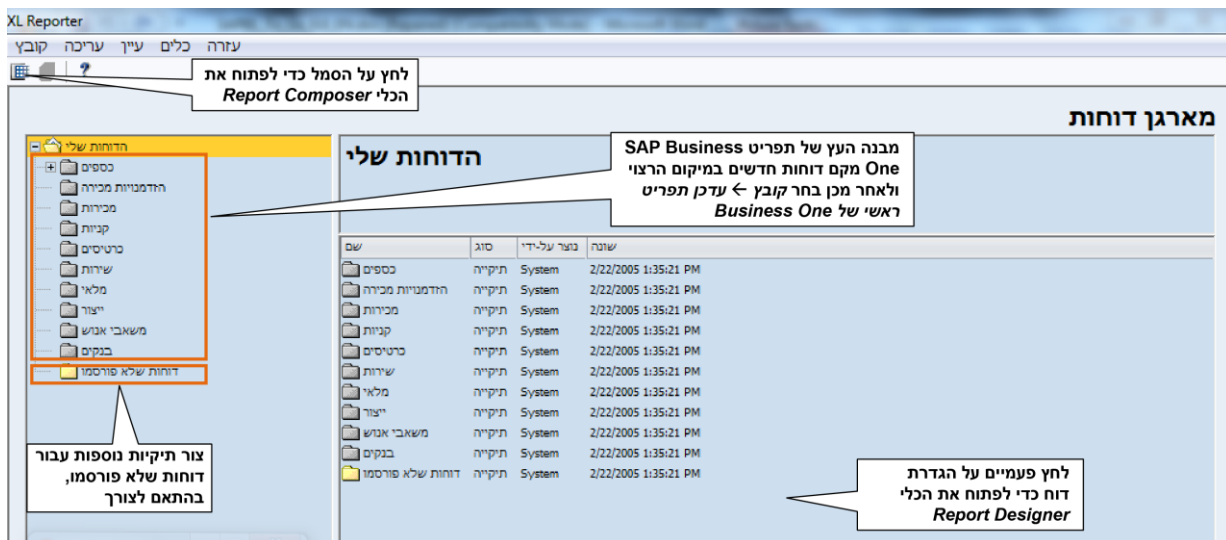 XL Reporter
קובץ עריכה עיין כלים עזרה
?
לחץ על הסמל כדי לפתוח את
הכלי Report Composer
מארגן דוחות
הדוחות שלי
כספים
הזדמנויות מכירה
מכירות
קניות
כרטיסים
שירות
מלאי
ייצור
משאבי אנוש
בנקים
דוחות שלא פורסמו
צור תיקיות נוספות עבור
דוחות שלא פורסמו,
בהתאם לצורך
הדוחות שלי
מבנה העץ של תפריט SAP Business
One מקם דוחות חדשים במיקום הרצוי
ולאחר מכן בחר קובץ ← עדכן תפריט
ראשי של Business One
שם סוג נוצר על-ידי שונה
כספים תיקייה System 2/22/2005 1:35:21 PM
הזדמנויות מכירה תיקייה System 2/22/2005 1:35:21 PM
מכירות תיקייה System 2/22/2005 1:35:21 PM
קניות תיקייה System 2/22/2005 1:35:21 PM
כרטיסים תיקייה System 2/22/2005 1:35:21 PM
שירות תיקייה System 2/22/2005 1:35:21 PM
מלאי תיקייה System 2/22/2005 1:35:21 PM
ייצור תיקייה System 2/22/2005 1:35:21 PM
משאבי אנוש תיקייה System 2/22/2005 1:35:21 PM
בנקים תיקייה System 2/22/2005 1:35:21 PM
דוחות שלא פורסמו תיקייה System 2/22/2005 1:35:21 PM
לחץ פעמיים על הגדרת
דוח כדי לפתוח את הכלי
Report Designer